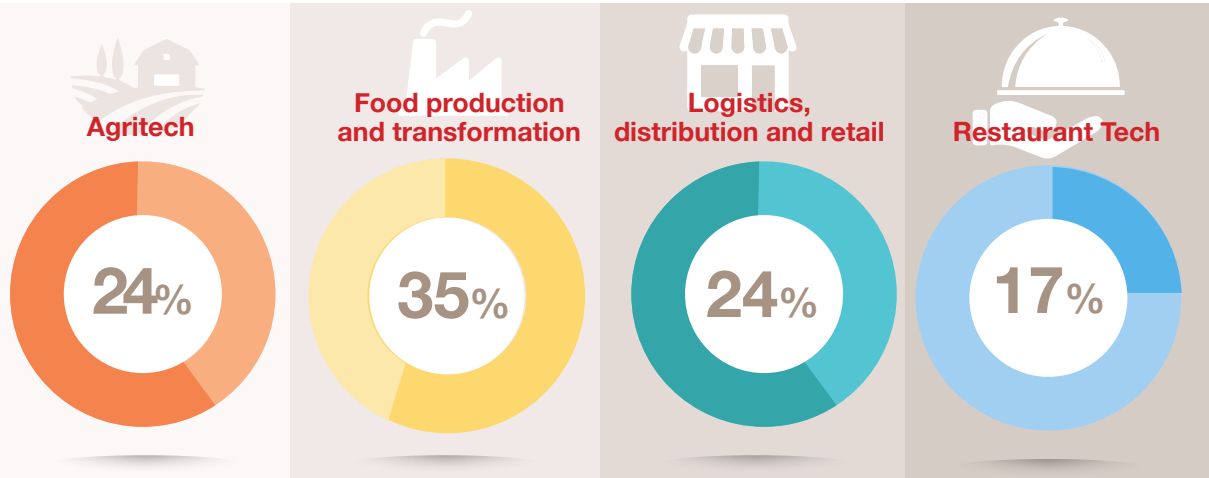 Agritech
24%
Food production
and transformation
35%
Logistics,
distribution and retail
24%
Restaurant Tech
17%